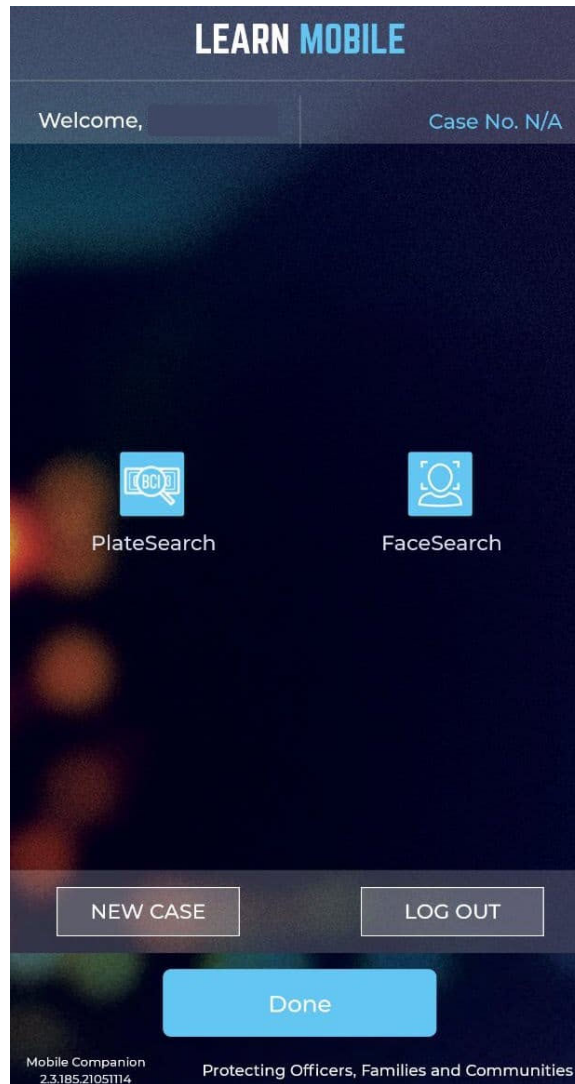 LEARN MOBILE
Welcome,
Case No. N/A
BCI
PlateSearch
FaceSearch
NEW CASE
LOG OUT
Done
Mobile Companion
2.3.185.21051114
Protecting Officers, Families and Communities